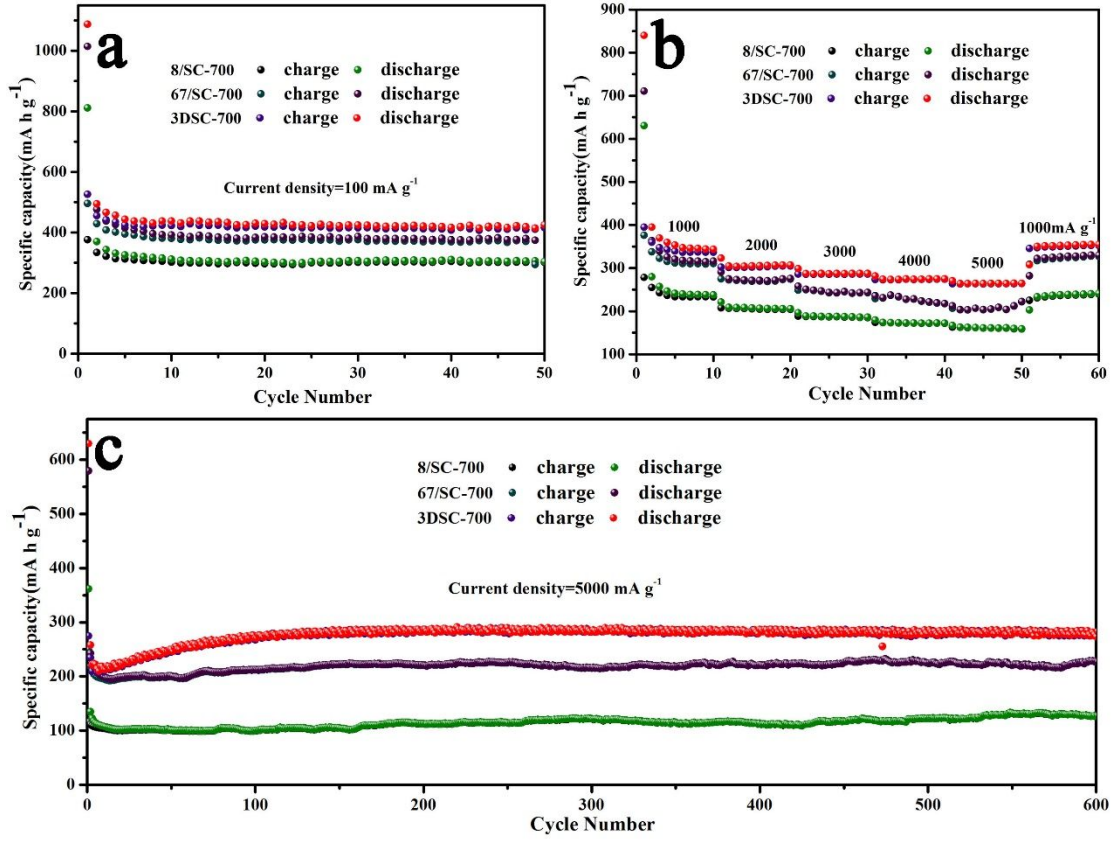 a
8/SC-700 charge discharge
67/SC-700 charge discharge
3DSC-700 charge discharge
Current density=100 mA g-1
Specific capacity(mA h g-1)
1000
800
600
400
200
0
0 10 20 30 40 50
Cycle Number
b
8/SC-700 charge discharge
67/SC-700 charge discharge
3DSC-700 charge discharge
1000 2000 3000 4000 5000 1000mA g-1
Specific capacity(mA h g-1)
900
800
700
600
500
400
300
200
100
0 10 20 30 40 50 60
Cycle Number
c
8/SC-700 charge discharge
67/SC-700 charge discharge
3DSC-700 charge discharge
Current density=5000 mA g-1
Specific capacity(mA h g-1)
600
500
400
300
200
100
0
0 100 200 300 400 500 600
Cycle Number